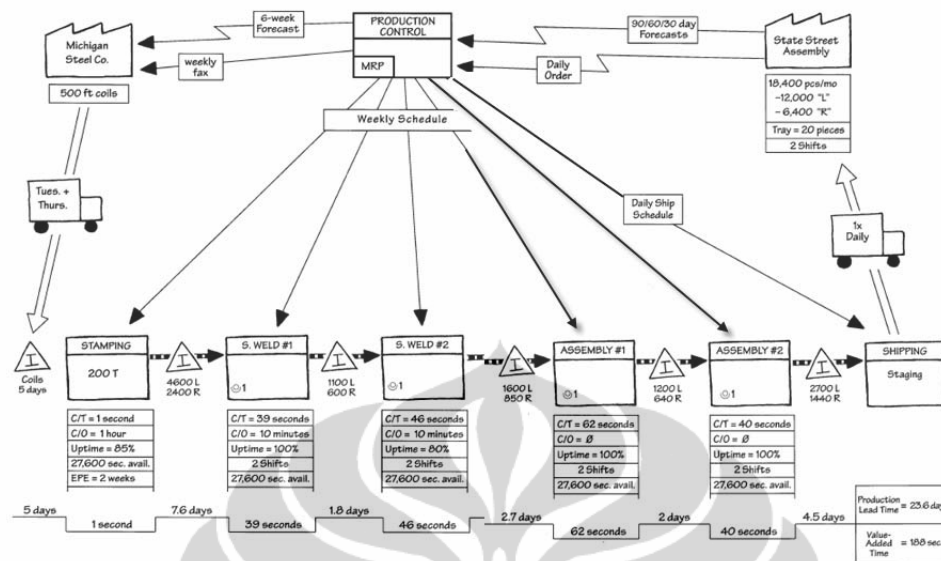 Michigan
Steel Co.
500 ft coils
6-week
Forecast
weekly
fax
PRODUCTION
CONTROL
MRP
90/60/30 day
Forecasts
Daily
Order
State Street
Assembly
18,400 pcs/mo
-12,000 "L"
- 6,400 "R"
Tray = 20 pieces
2 Shifts
Weekly Schedule
Tues. +
Thurs.
Daily Ship
Schedule
1x
Daily
I
Coils
5 days
STAMPING
200 T
C/T = 1 second
C/O = 1 hour
Uptime = 85%
27,600 sec. avail.
EPE = 2 weeks
I
4600 L
2400 R
S. WELD #1
1
C/T = 39 seconds
C/O = 10 minutes
Uptime = 100%
2 Shifts
27,600 sec. avail.
I
1100 L
600 R
S. WELD #2
1
C/T = 46 seconds
C/O = 10 minutes
Uptime = 80%
2 Shifts
27,600 sec. avail.
I
1600 L
850 R
ASSEMBLY #1
1
C/T = 62 seconds
C/O = Ø
Uptime = 100%
2 Shifts
27,600 sec. avail.
I
1200 L
640 R
ASSEMBLY #2
1
C/T = 40 seconds
C/O = Ø
Uptime = 100%
2 Shifts
27,600 sec. avail.
I
2700 L
1440 R
SHIPPING
Staging
5 days
1 second
7.6 days
39 seconds
1.8 days
46 seconds
2.7 days
62 seconds
2 days
40 seconds
4.5 days
Production
Lead Time = 23.6 day
Value-
Added
Time = 188 sec